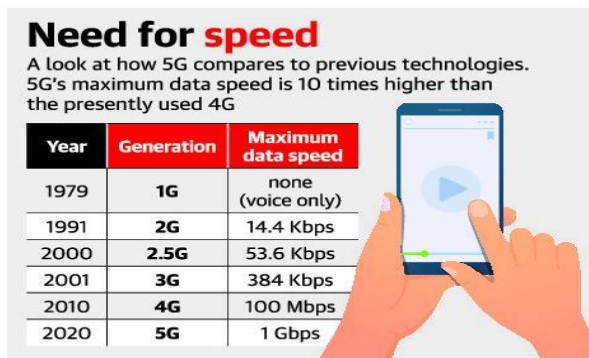 Need for speed
A look at how 5G compares to previous technologies.
5G's maximum data speed is 10 times higher than
the presently used 4G
Year Generation Maximum data speed
1979 1G none (voice only)
1991 2G 14.4 Kbps
2000 2.5G 53.6 Kbps
2001 3G 384 Kbps
2010 4G 100 Mbps
2020 5G 1 Gbps